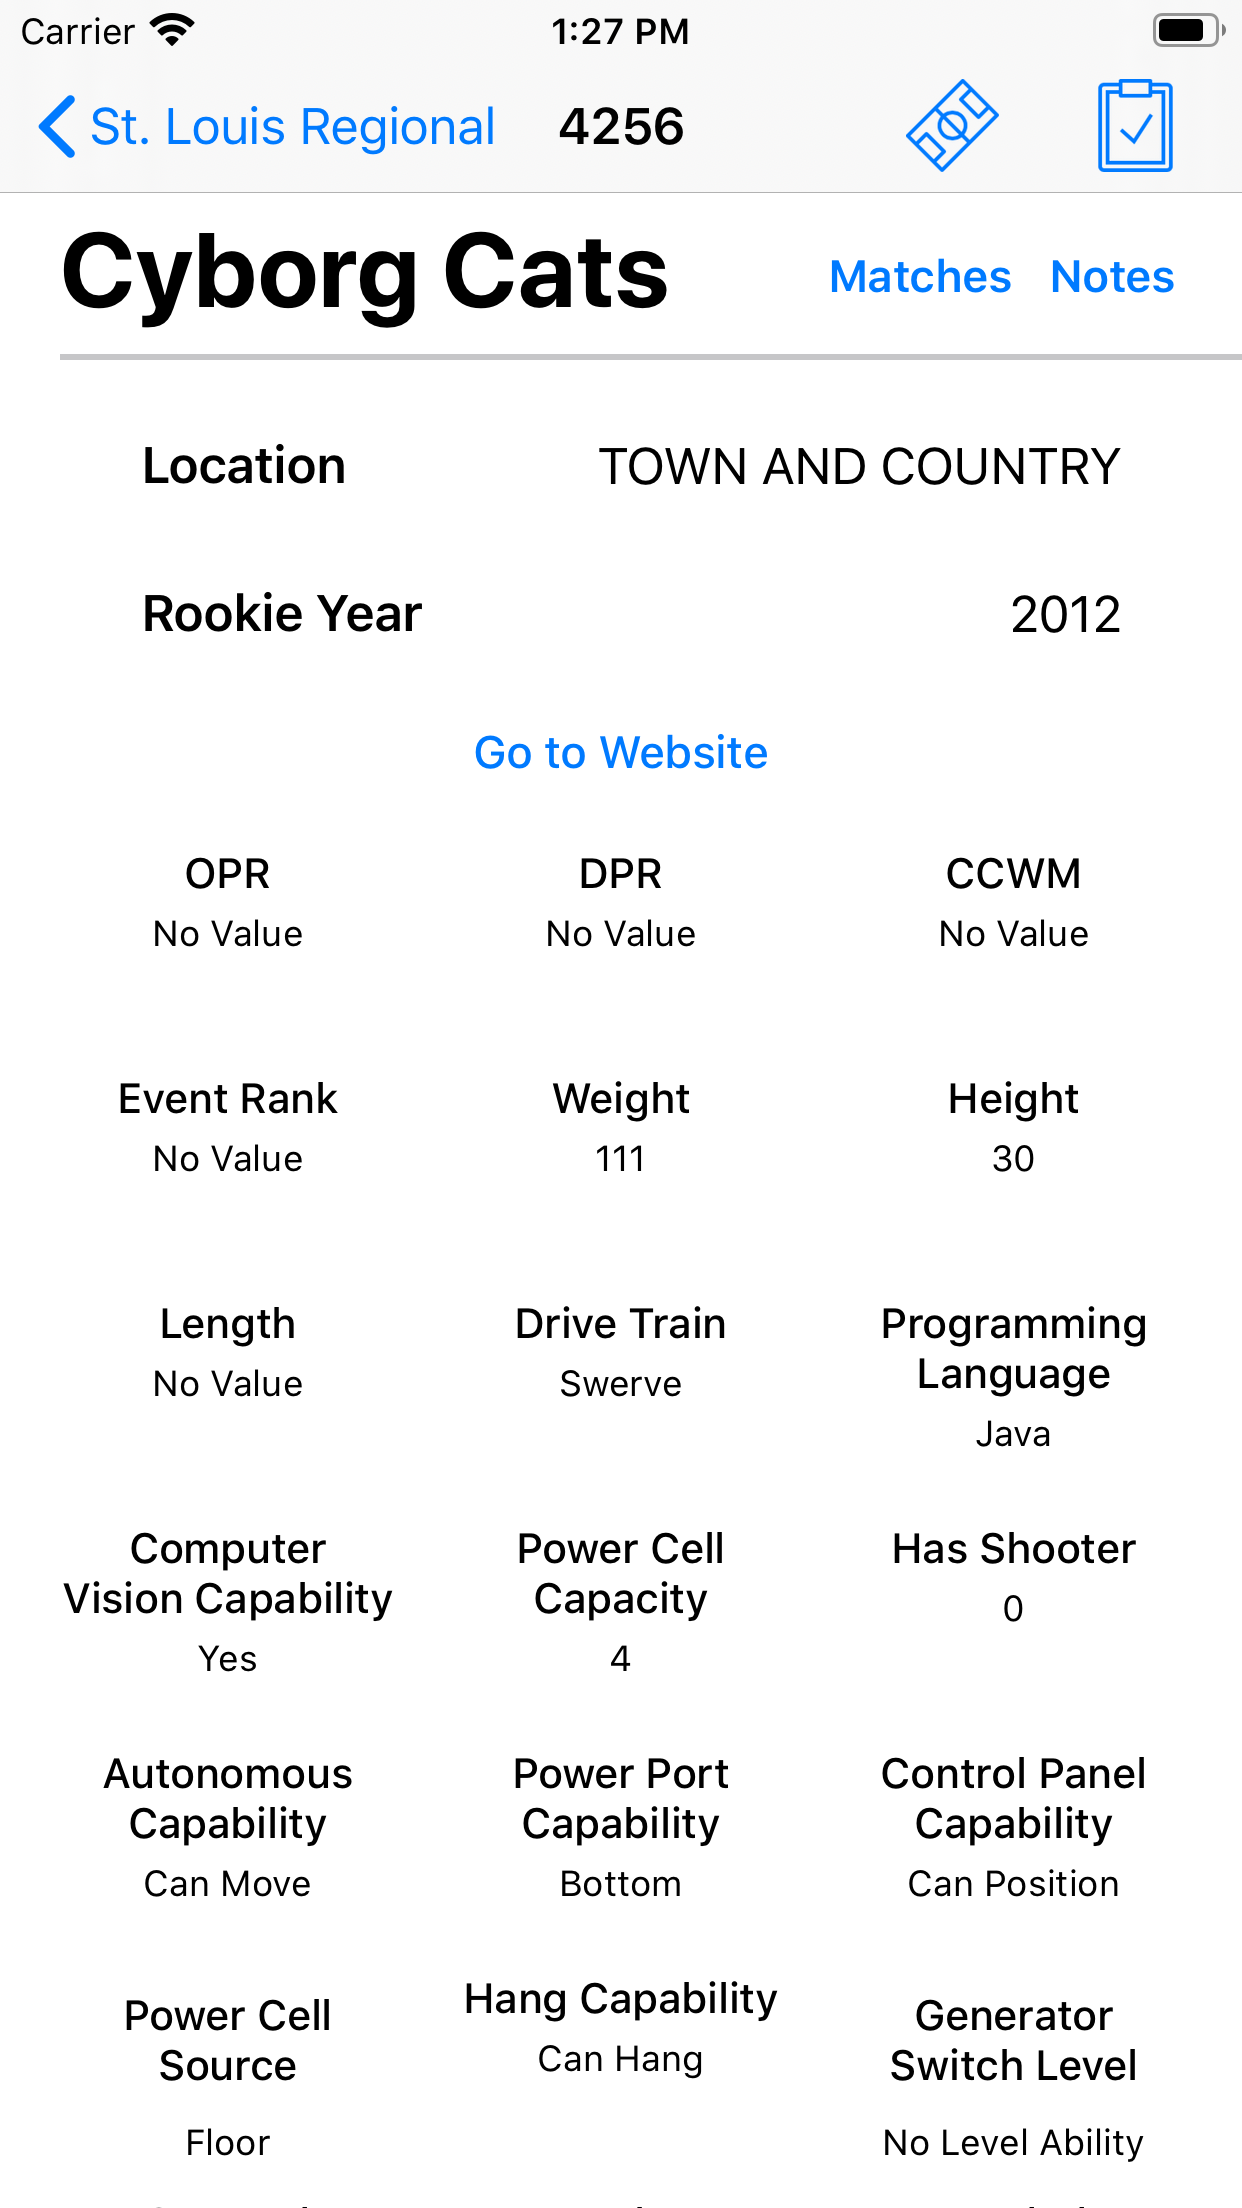 Carrier 1:27 PM
St. Louis Regional 4256
Cyborg Cats Matches Notes
Location TOWN AND COUNTRY
Rookie Year 2012
Go to Website
OPR DPR CCWM
No Value No Value No Value
Event Rank Weight Height
No Value 111 30
Length Drive Train Programming
Language
No Value Swerve
Java
Computer Power Cell Has Shooter
Vision Capability Capacity
0
Yes 4
Autonomous Power Port Control Panel
Capability Capability Capability
Can Move Bottom Can Position
Hang Capability
Power Cell Generator
Source Switch Level
Can Hang
Floor No Level Ability